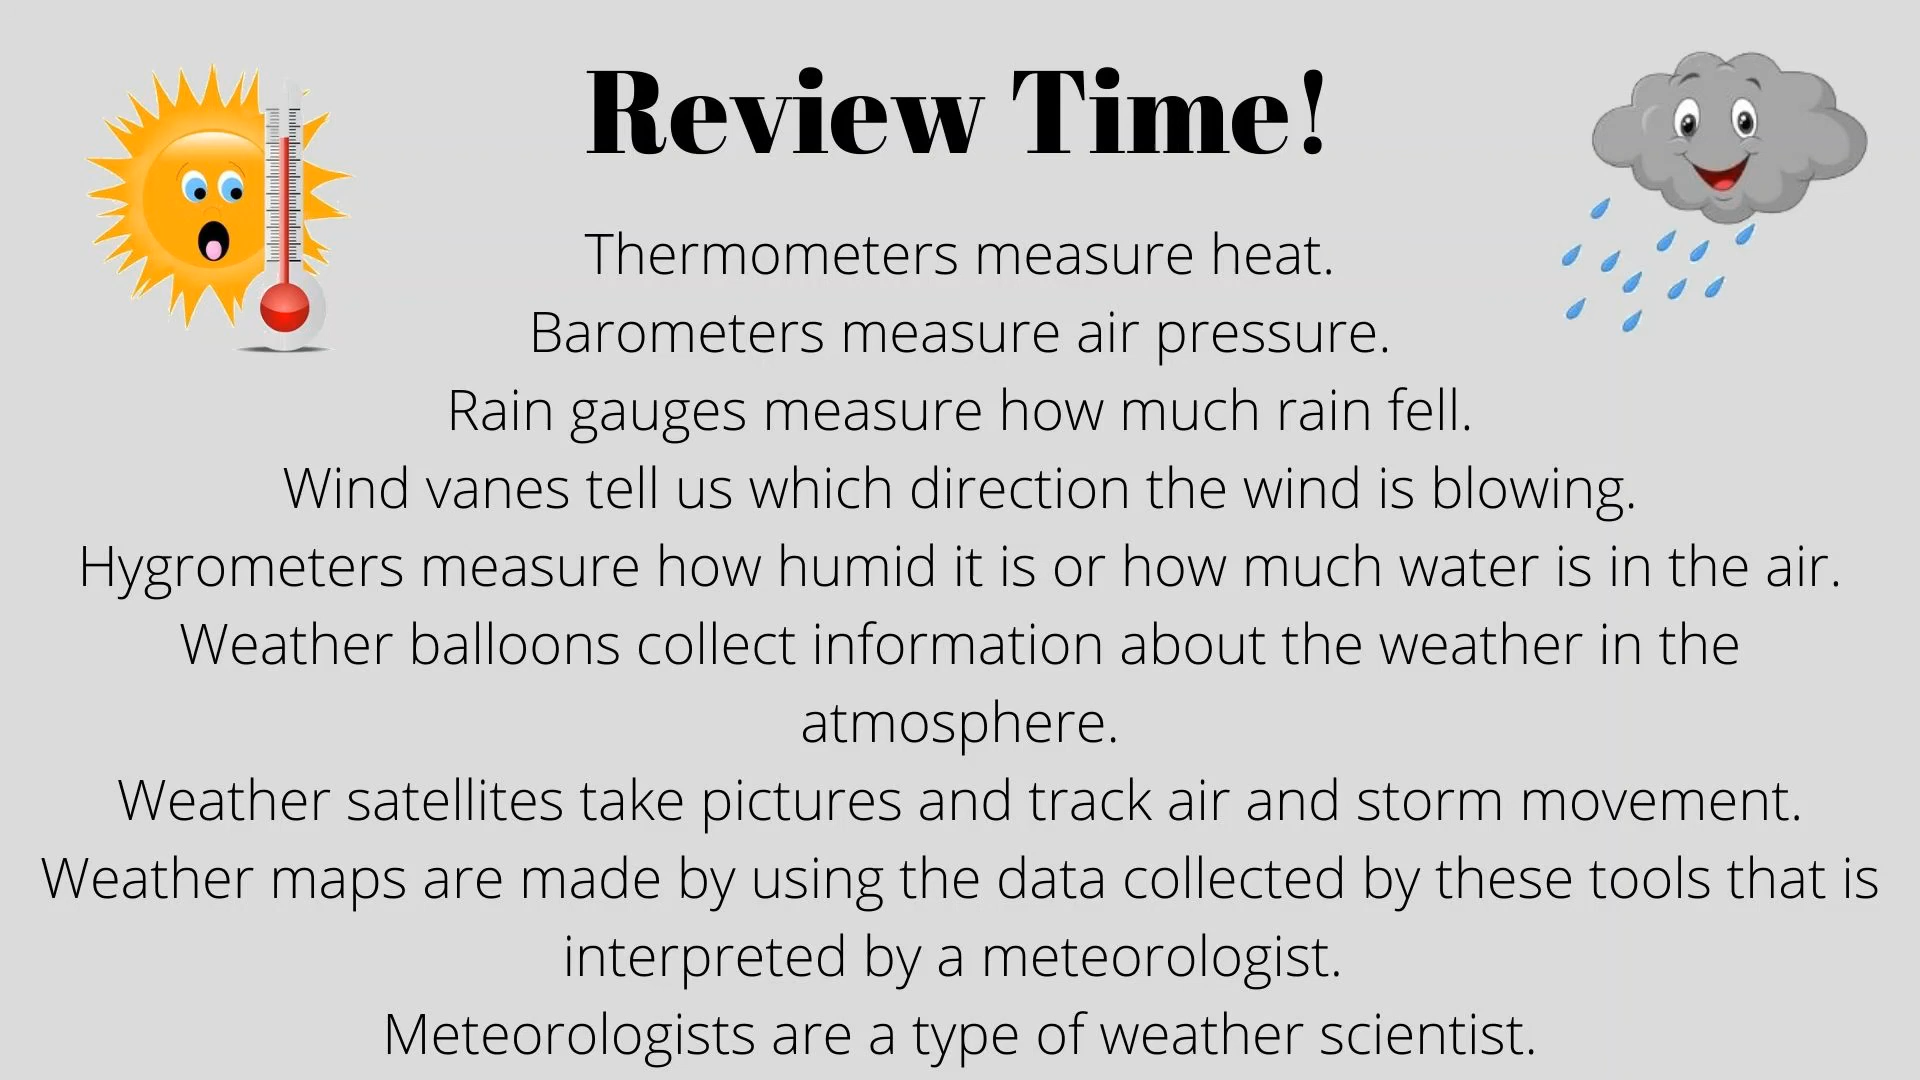 Review Time!
Thermometers measure heat.
Barometers measure air pressure.
Rain gauges measure how much rain fell.
Wind vanes tell us which direction the wind is blowing.
Hygrometers measure how humid it is or how much water is in the air.
Weather balloons collect information about the weather in the
atmosphere.
Weather satellites take pictures and track air and storm movement.
Weather maps are made by using the data collected by these tools that is
interpreted by a meteorologist.
Meteorologists are a type of weather scientist.